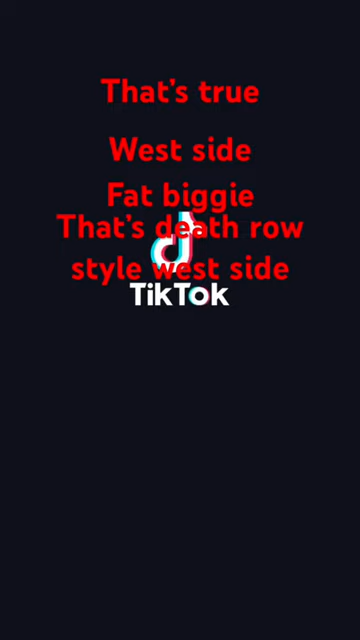 That's true
West side
Fat biggie
That's death row
style west side
TikTok